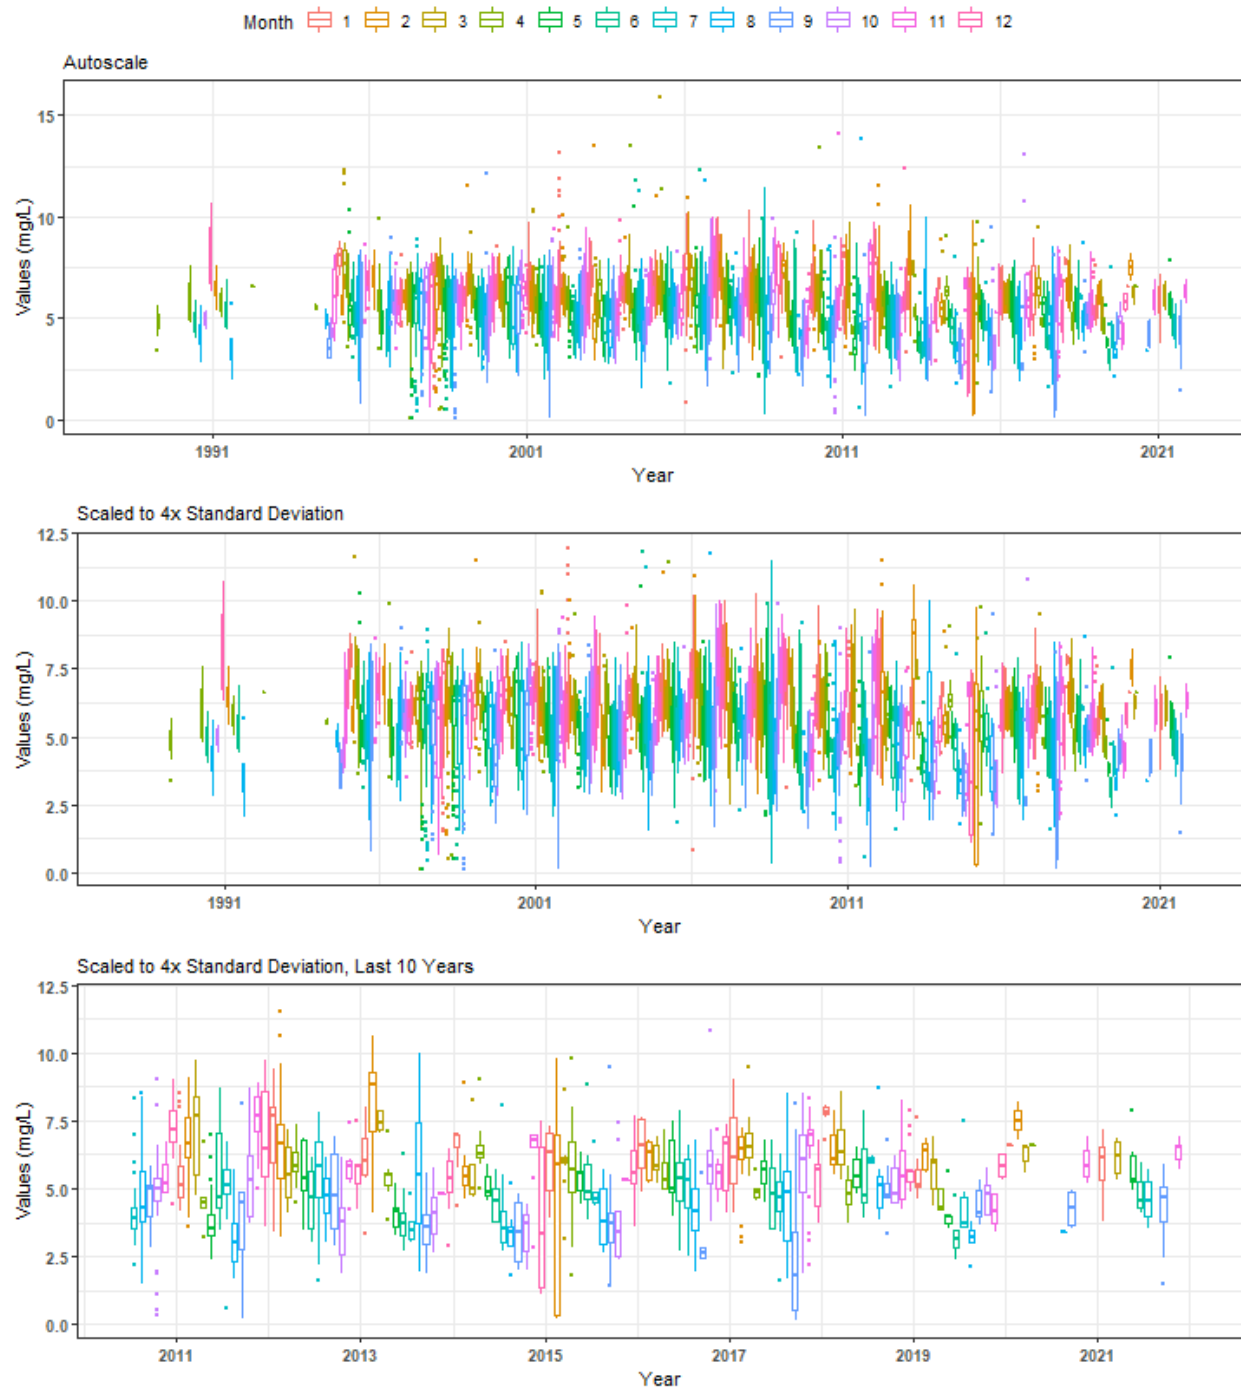 Month 1 2 3 4 5 6 7 8 9 10 11 12
Autoscale
Values (mg/L)
15
10
5
0
1991 2001 2011 2021
Year
Scaled to 4x Standard Deviation
Values (mg/L)
12.5
10.0
7.5
5.0
2.5
0.0
1991 2001 2011 2021
Year
Scaled to 4x Standard Deviation, Last 10 Years
Values (mg/L)
12.5
10.0
7.5
5.0
2.5
0.0
2011 2013 2015 2017 2019 2021
Year